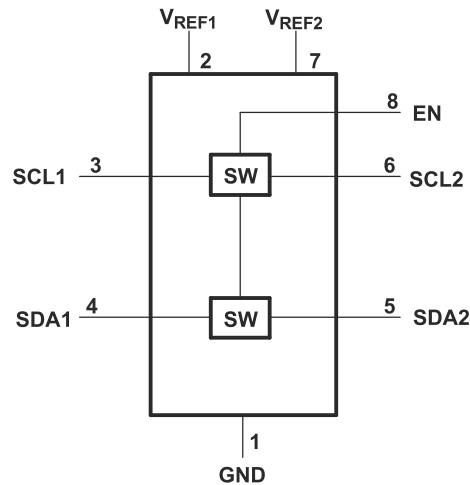 VREF1 VREF2
2 7
8 EN
SCL1 3 SW 6 SCL2
SDA1 4 SW 5 SDA2
1
GND